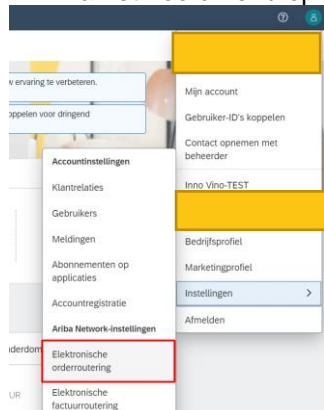 w ervaring te verbeteren.
oppelen voor dringend
Mijn account
Gebruiker-ID's koppelen
Contact opnemen met
beheerder
Inno Vino-TEST
Bedrijfsprofiel
Marketingprofiel
Instellingen
Afmelden
Accountinstellingen
Klantrelaties
Gebruikers
Meldingen
Abonnementen op
applicaties
Accountregistratie
Ariba Network-instellingen
Elektronische
orderroutering
Elektronische
factuurroutering
nderdom
UR